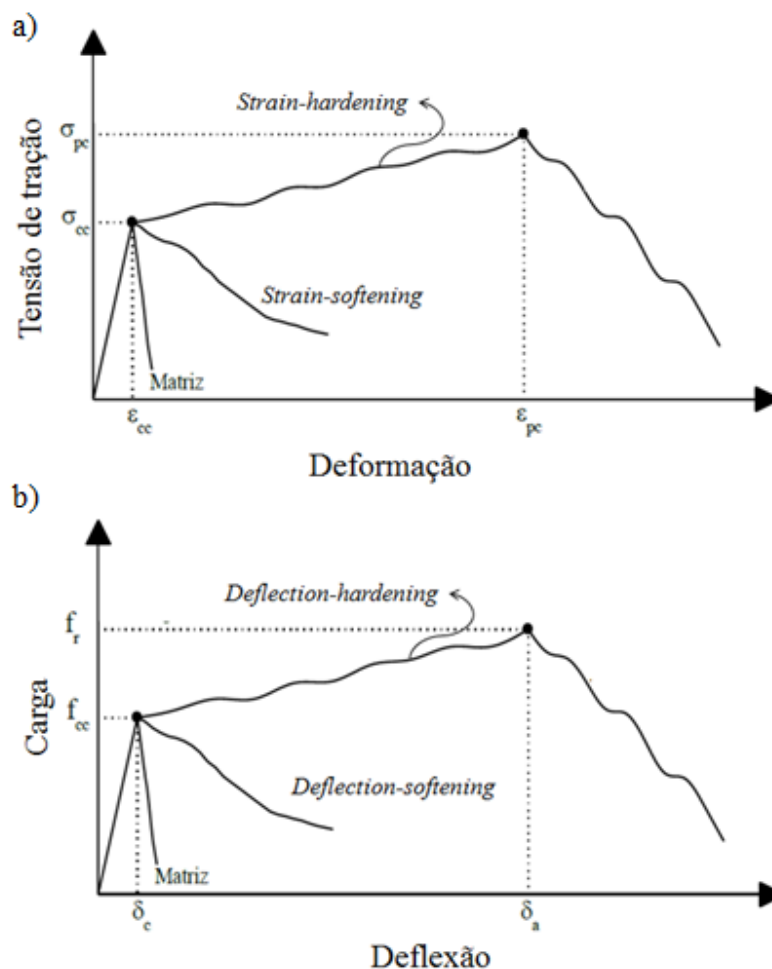 a)
Tensão de tração
Strain-hardening
σpc
σcc
Strain-softening
Matriz
εcc
εpc
Deformação
b)
Carga
Deflection-hardening
fr
fcc
Deflection-softening
Matriz
δc
δa
Deflexão